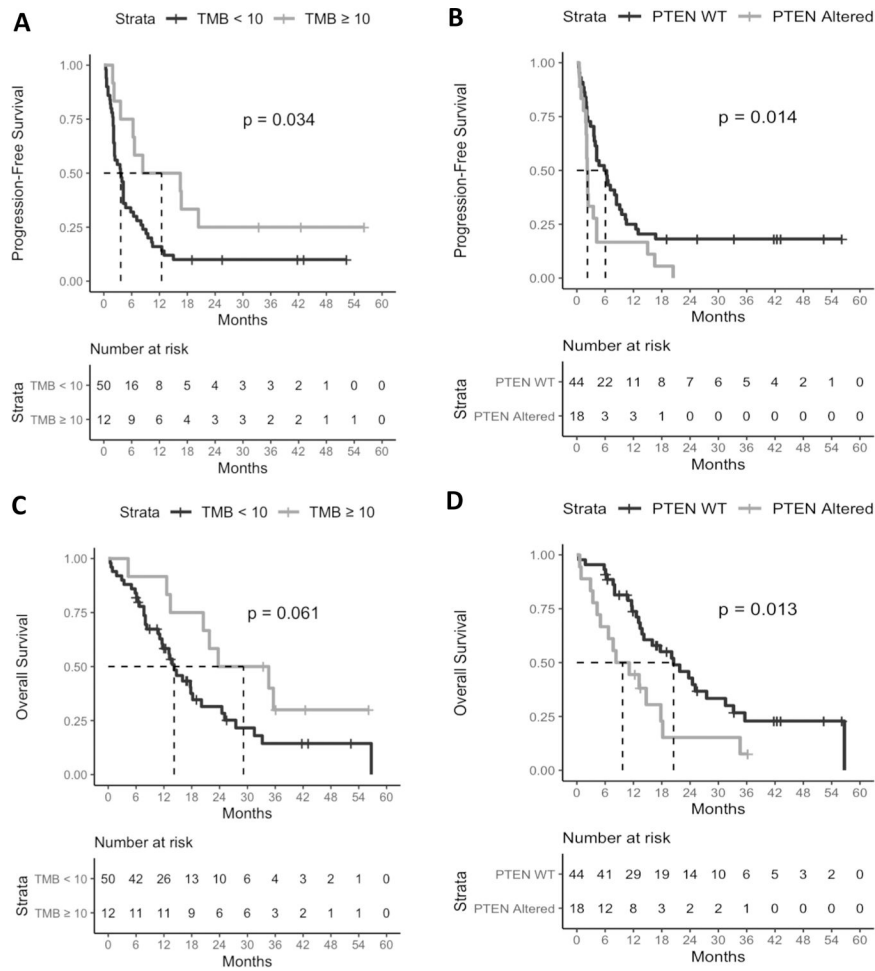 A
Strata TMB < 10 TMB ≥ 10
Progression-Free Survival
1.00
0.75
0.50
0.25
0.00
p = 0.034
0 6 12 18 24 30 36 42 48 54 60
Months
Number at risk
Strata
TMB < 10 50 16 8 5 4 3 3 2 1 0 0
TMB ≥ 10 12 9 6 4 3 3 2 2 1 1 0
0 6 12 18 24 30 36 42 48 54 60
Months
B
Strata PTEN WT PTEN Altered
Progression-Free Survival
1.00
0.75
0.50
0.25
0.00
p = 0.014
0 6 12 18 24 30 36 42 48 54 60
Months
Number at risk
Strata
PTEN WT 44 22 11 8 7 6 5 4 2 1 0
PTEN Altered 18 3 3 1 0 0 0 0 0 0 0
0 6 12 18 24 30 36 42 48 54 60
Months
C
Strata TMB < 10 TMB ≥ 10
Overall Survival
1.00
0.75
0.50
0.25
0.00
p = 0.061
0 6 12 18 24 30 36 42 48 54 60
Months
Number at risk
Strata
TMB < 10 50 42 26 13 10 6 4 3 2 1 0
TMB ≥ 10 12 11 11 9 6 6 3 2 1 1 0
0 6 12 18 24 30 36 42 48 54 60
Months
D
Strata PTEN WT PTEN Altered
Overall Survival
1.00
0.75
0.50
0.25
0.00
p = 0.013
0 6 12 18 24 30 36 42 48 54 60
Months
Number at risk
Strata
PTEN WT 44 41 29 19 14 10 6 5 3 2 0
PTEN Altered 18 12 8 3 2 2 1 0 0 0 0
0 6 12 18 24 30 36 42 48 54 60
Months